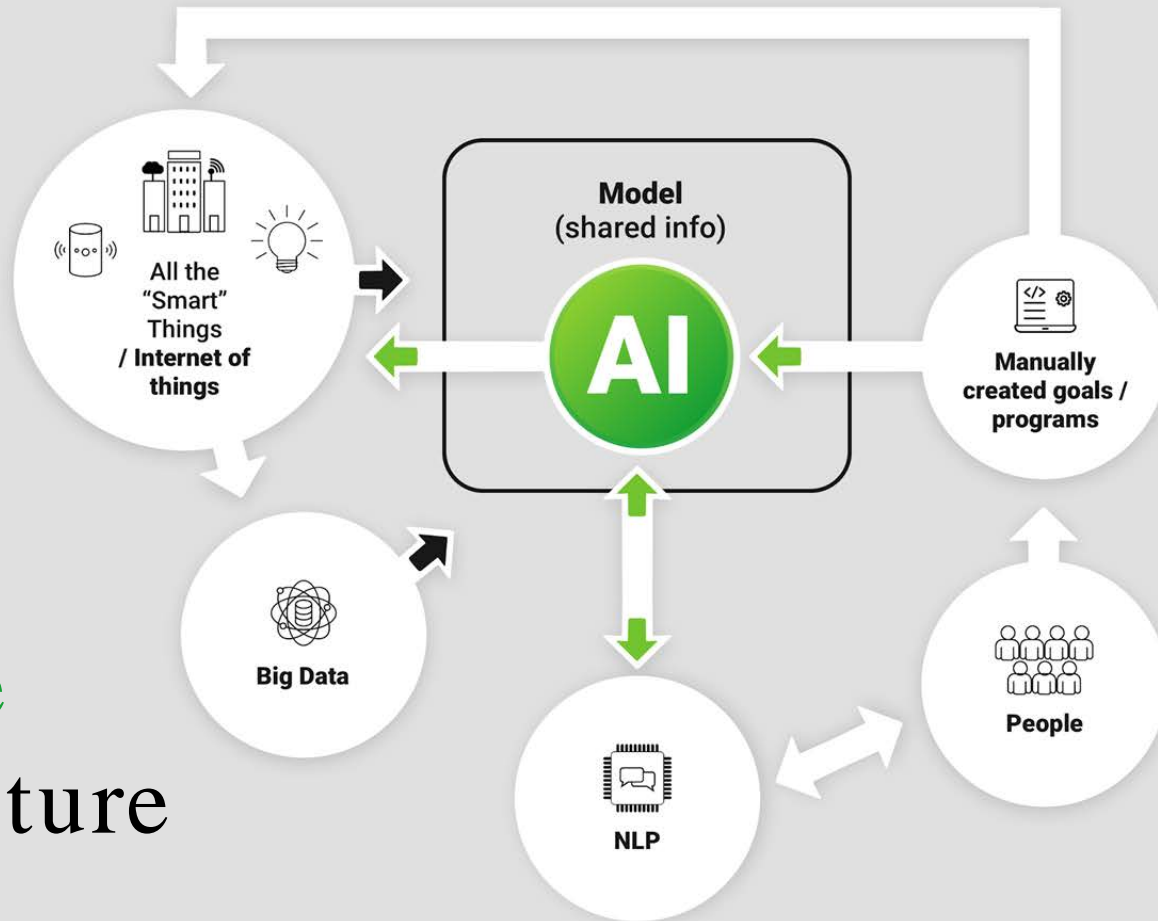 All the
“Smart”
Things
/ Internet of
things
Model
(shared info)
AI
</>
Manually
created goals /
programs
Big Data
People
NLP
e
ture